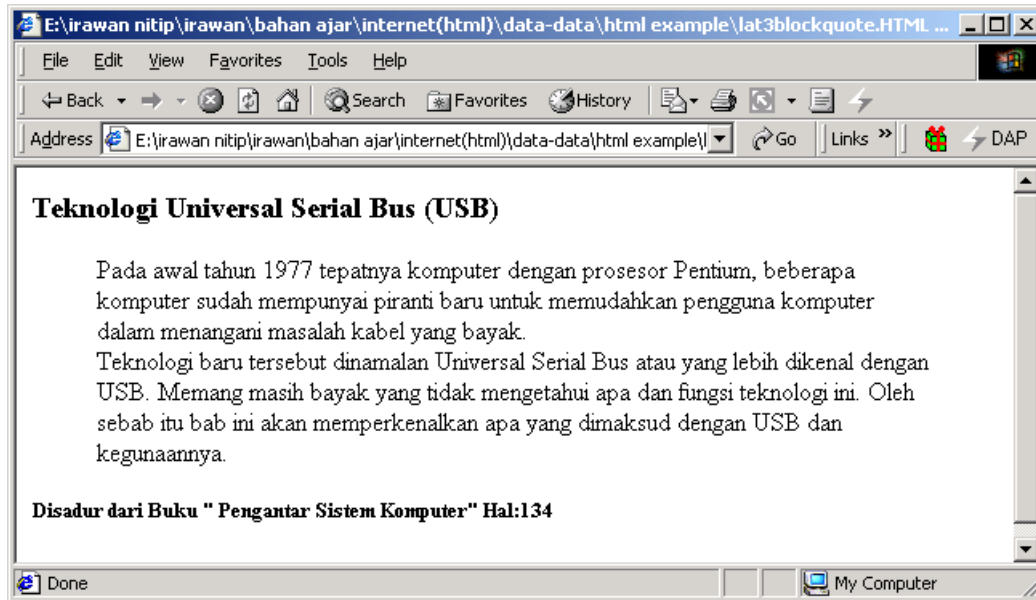 E:\irawan nitip\irawan\bahan ajar\internet(html)\data-data\html example\lat3blockquote.HTML ...
File Edit View Favorites Tools Help
Back Search Favorites History
Address E:\irawan nitip\irawan\bahan ajar\internet(html)\data-data\html example\l Go Links » DAP
Teknologi Universal Serial Bus (USB)
Pada awal tahun 1977 tepatnya komputer dengan prosesor Pentium, beberapa
komputer sudah mempunyai piranti baru untuk memudahkan pengguna komputer
dalam menangani masalah kabel yang bayak.
Teknologi baru tersebut dinamalan Universal Serial Bus atau yang lebih dikenal dengan
USB. Memang masih bayak yang tidak mengetahui apa dan fungsi teknologi ini. Oleh
sebab itu bab ini akan memperkenalkan apa yang dimaksud dengan USB dan
kegunaannya.
Disadur dari Buku " Pengantar Sistem Komputer" Hal:134
Done My Computer